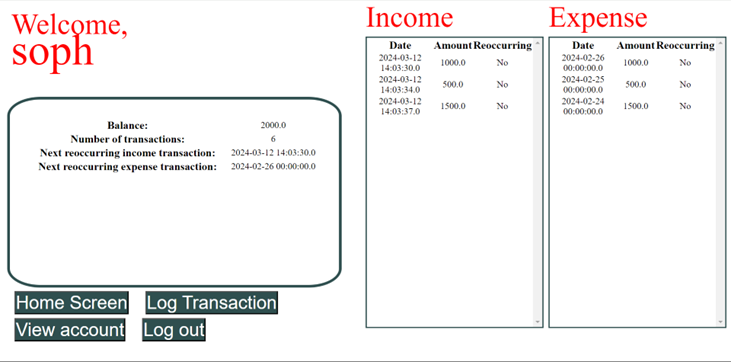 Welcome,
soph
Balance: 2000.0
Number of transactions: 6
Next reoccurring income transaction: 2024-03-12 14:03:30.0
Next reoccurring expense transaction: 2024-02-26 00:00:00.0
Home Screen Log Transaction
View account Log out
Income
Date Amount Reoccurring
2024-03-12
14:03:30.0 1000.0 No
2024-03-12
14:03:34.0 500.0 No
2024-03-12
14:03:37.0 1500.0 No
Expense
Date Amount Reoccurring
2024-02-26
00:00:00.0 1000.0 No
2024-02-25
00:00:00.0 500.0 No
2024-02-24
00:00:00.0 1500.0 No